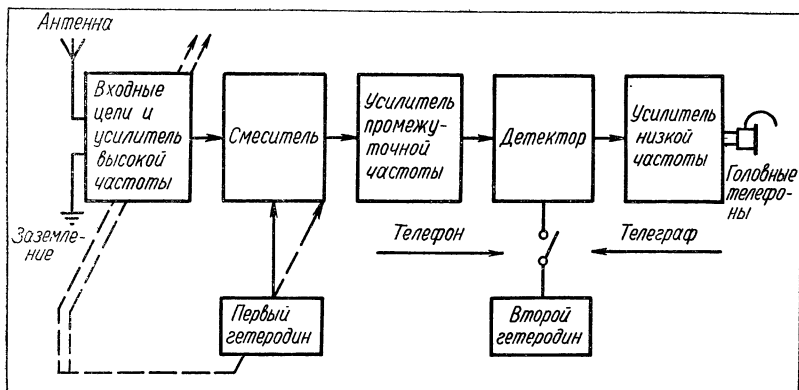 Антенна
Входные
цепи и
усилитель
высокой
частоты
Смеситель
Усилитель
промежу-
точной
частоты
Детектор
Усилитель
низкой
частоты
Головные
телефо-
ны
Заземле-
ние
Телефон
Телеграф
Первый
гетеродин
Второй
гетеродин